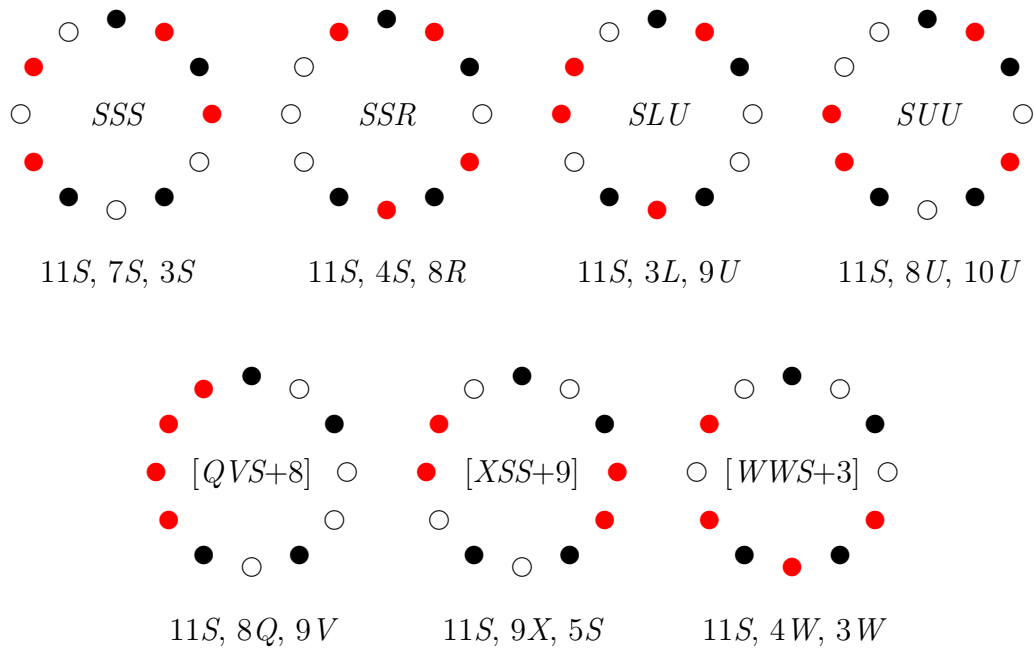 SSS
SSR
SLU
SUU
11S, 7S, 3S
11S, 4S, 8R
11S, 3L, 9U
11S, 8U, 10U
[QVS+8]
[XSS+9]
[WWS+3]
11S, 8Q, 9V
11S, 9X, 5S
11S, 4W, 3W